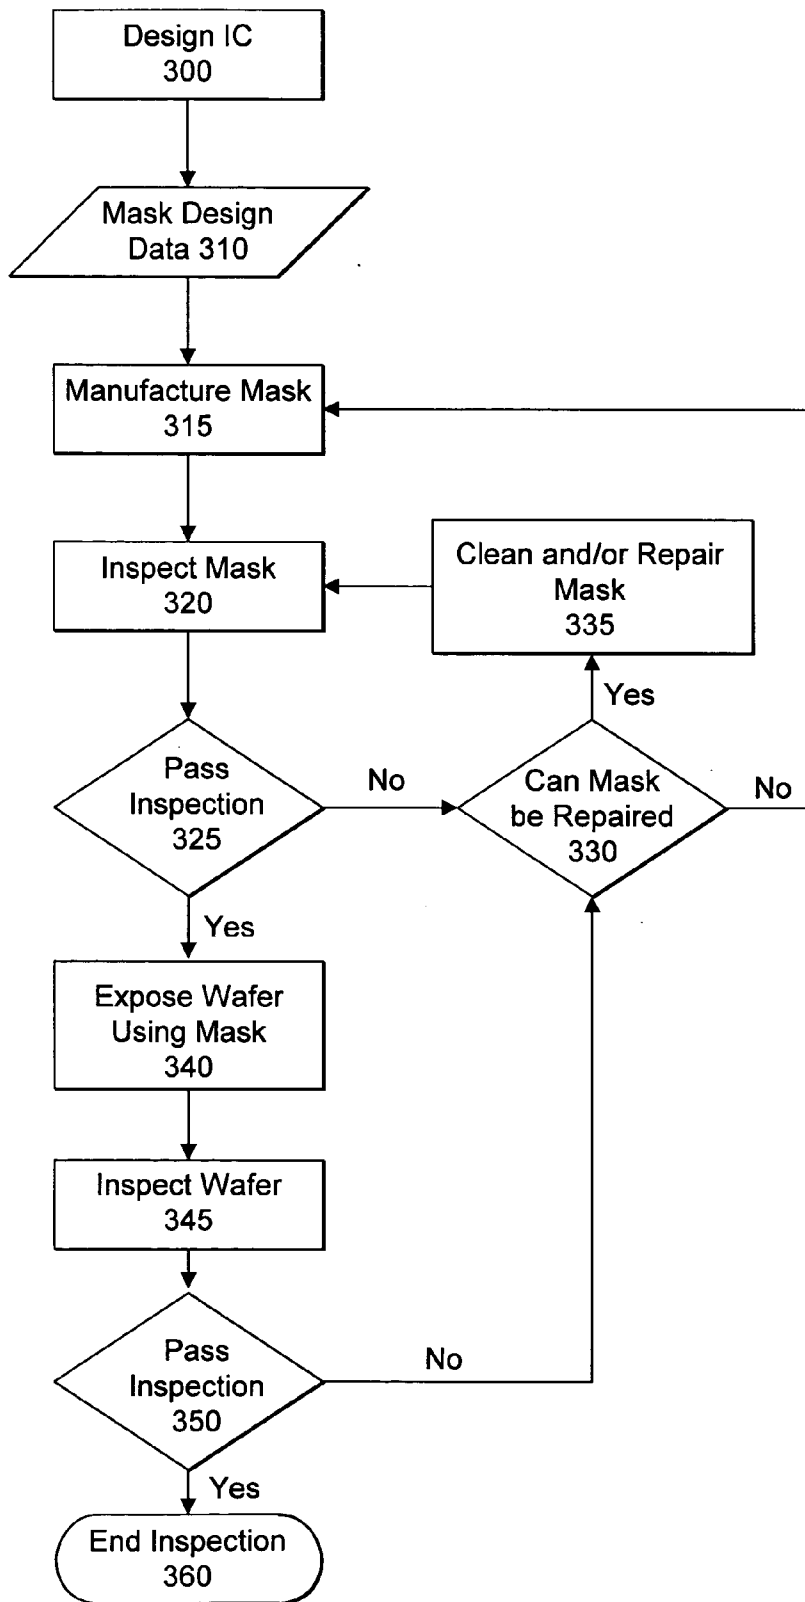 Design IC
300
Mask Design
Data 310
Manufacture Mask
315
Inspect Mask
320
Clean and/or Repair
Mask
335
Yes
Pass
Inspection
325
No
Can Mask
be Repaired
330
No
Yes
Expose Wafer
Using Mask
340
Inspect Wafer
345
Pass
Inspection
350
No
Yes
End Inspection
360